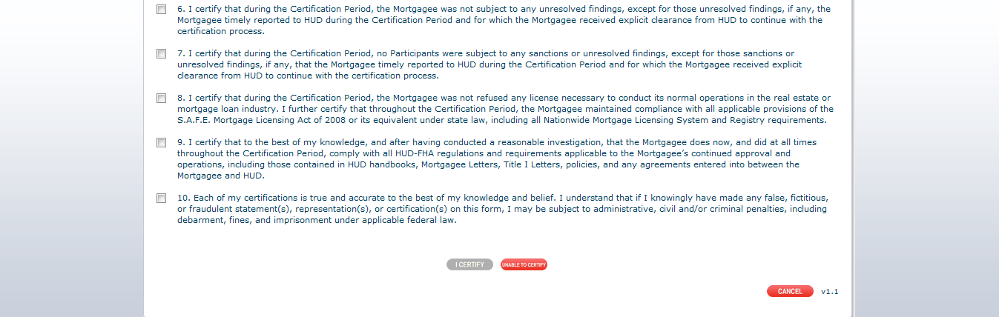 6. I certify that during the Certification Period, the Mortgagee was not subject to any unresolved findings, except for those unresolved findings, if any, the
Mortgagee timely reported to HUD during the Certification Period and for which the Mortgagee received explicit clearance from HUD to continue with the
certification process.
7. I certify that during the Certification Period, no Participants were subject to any sanctions or unresolved findings, except for those sanctions or
unresolved findings, if any, that the Mortgagee timely reported to HUD during the Certification Period and for which the Mortgagee received explicit
clearance from HUD to continue with the certification process.
8. I certify that during the Certification Period, the Mortgagee was not refused any license necessary to conduct its normal operations in the real estate or
mortgage loan industry. I further certify that throughout the Certification Period, the Mortgagee maintained compliance with all applicable provisions of the
S.A.F.E. Mortgage Licensing Act of 2008 or its equivalent under state law, including all Nationwide Mortgage Licensing System and Registry requirements.
9. I certify that to the best of my knowledge, and after having conducted a reasonable investigation, that the Mortgagee does now, and did at all times
throughout the Certification Period, comply with all HUD-FHA regulations and requirements applicable to the Mortgagee’s continued approval and
operations, including those contained in HUD handbooks, Mortgagee Letters, Title I Letters, policies, and any agreements entered into between the
Mortgagee and HUD.
10. Each of my certifications is true and accurate to the best of my knowledge and belief. I understand that if I knowingly have made any false, fictitious,
or fraudulent statement(s), representation(s), or certification(s) on this form, I may be subject to administrative, civil and/or criminal penalties, including
debarment, fines, and imprisonment under applicable federal law.
I CERTIFY UNABLE TO CERTIFY
CANCEL v1.1